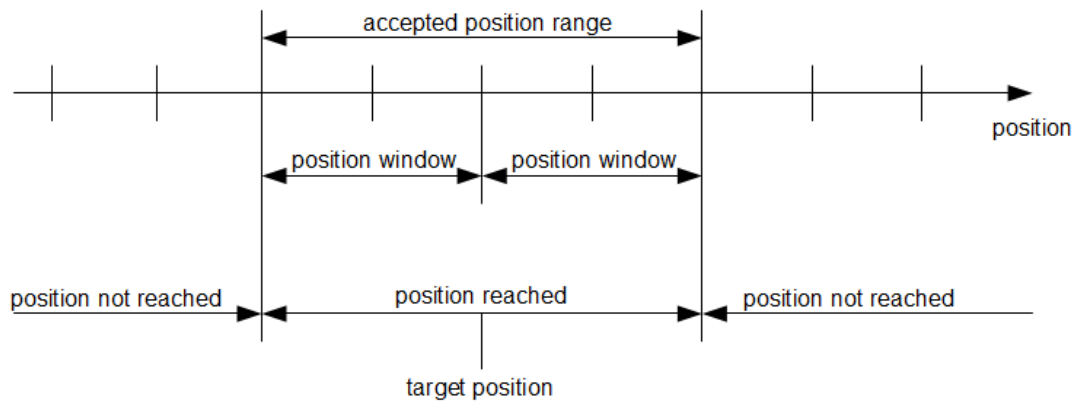 accepted position range
position
position window
position window
position not reached
position reached
position not reached
target position